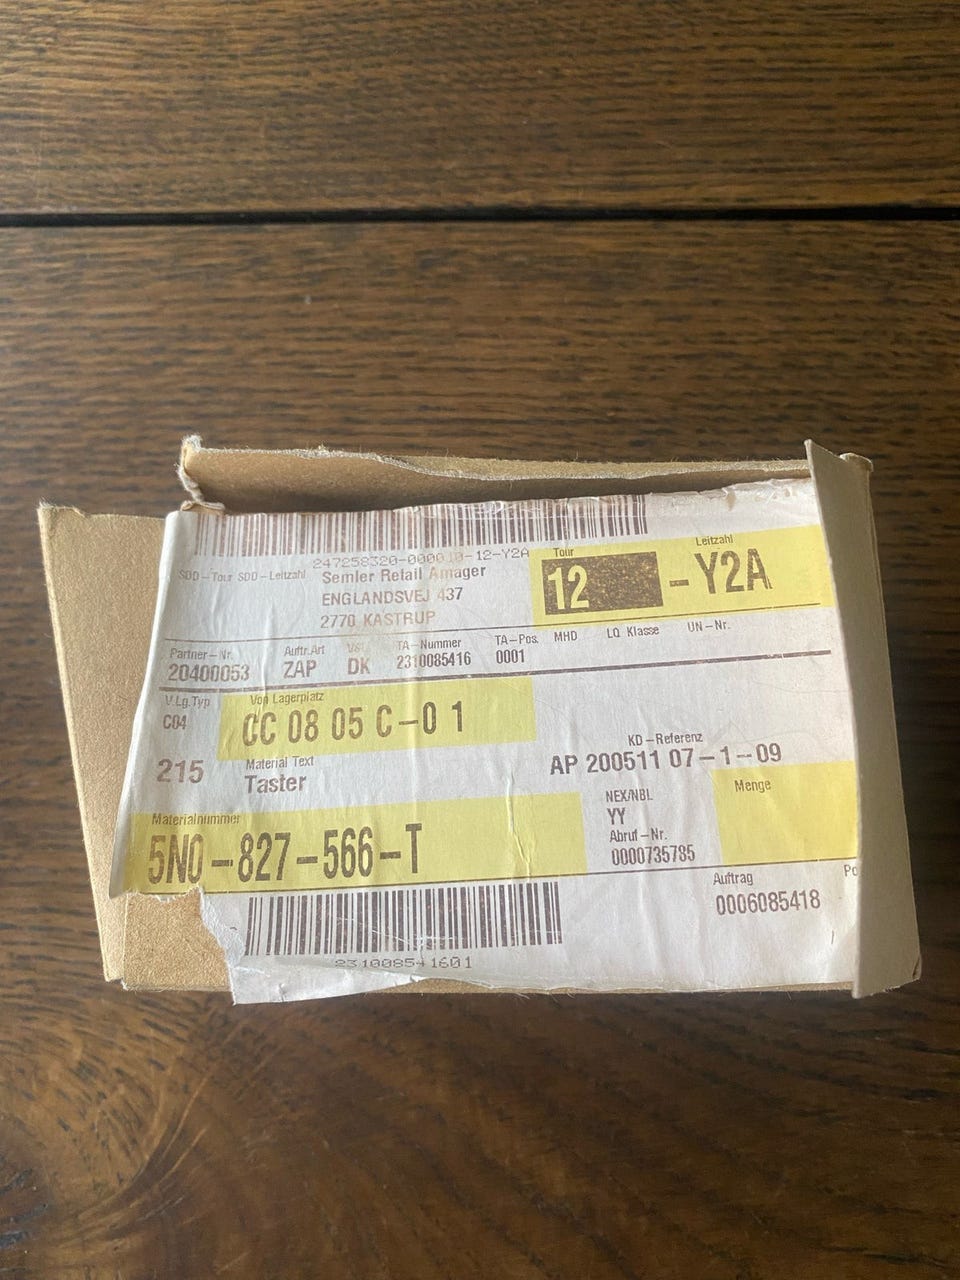 247258320-000010-12-Y2A
SDD-Tour SDD-Leitzahl
Semler Retail Amager
ENGLANDSVEJ 437
2770 KASTRUP
Tour
12
Leitzahl
-Y2A
Partner-Nr.
20400053
Auftr.Art
ZAP
DK
TA-Nummer
2310085416
TA-Pos.
0001
MHD
LQ Klasse
UN-Nr.
V.Lg.Typ
C04
Von Lagerplatz
CC 08 05 C-0 1
KD-Referenz
AP 200511 07-1-09
215
Material Text
Taster
NEX/NBL
YY
Menge
Materialnummer
5N0-827-566-T
Abruf-Nr.
0000735785
Auftrag
0006085418
Po
231008541601